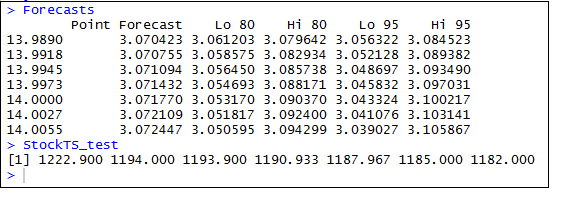 > Forecasts
Point Forecast Lo 80 Hi 80 Lo 95 Hi 95
13.9890 3.070423 3.061203 3.079642 3.056322 3.084523
13.9918 3.070755 3.058575 3.082934 3.052128 3.089382
13.9945 3.071094 3.056450 3.085738 3.048697 3.093490
13.9973 3.071432 3.054693 3.088171 3.045832 3.097031
14.0000 3.071770 3.053170 3.090370 3.043324 3.100217
14.0027 3.072109 3.051817 3.092400 3.041076 3.103141
14.0055 3.072447 3.050595 3.094299 3.039027 3.105867
> StockTS_test
[1] 1222.900 1194.000 1193.900 1190.933 1187.967 1185.000 1182.000
>